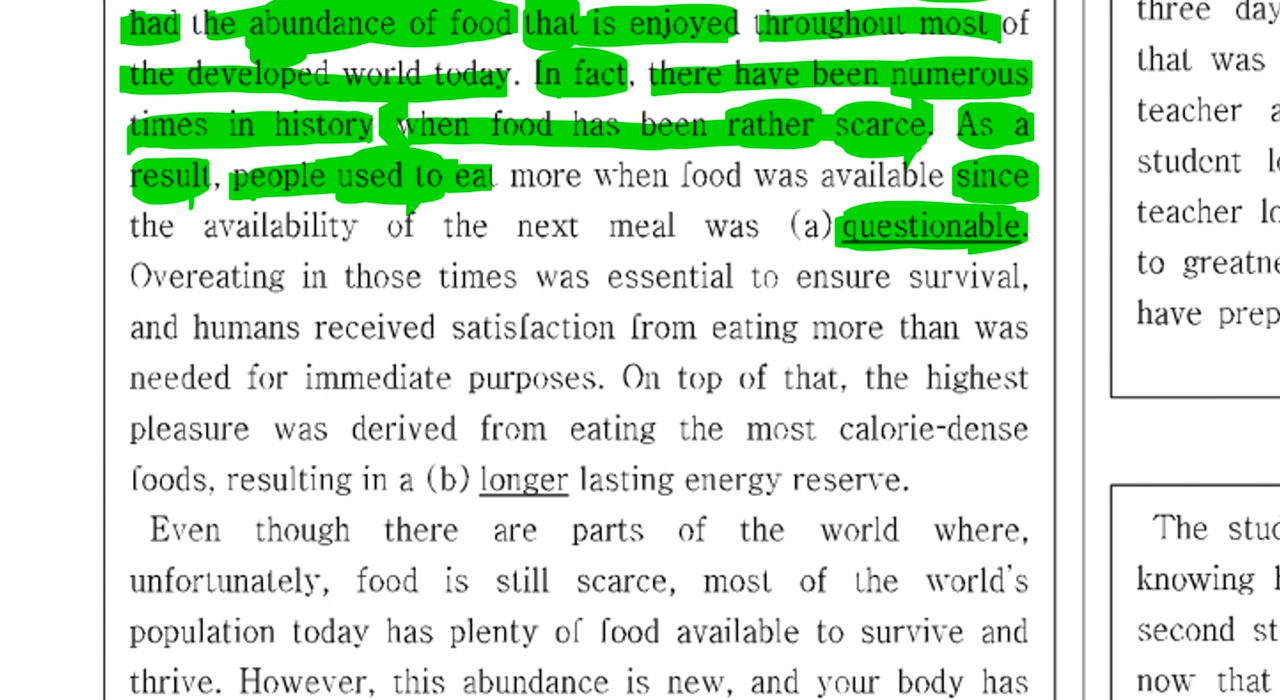 had the abundance of food that is enjoyed throughout most of
the developed world today. In fact, there have been numerous
times in history when food has been rather scarce. As a
result, people used to eat more when food was available since
the availability of the next meal was (a) questionable.
Overeating in those times was essential to ensure survival,
and humans received satisfaction from eating more than was
needed for immediate purposes. On top of that, the highest
pleasure was derived from eating the most calorie-dense
foods, resulting in a (b) longer lasting energy reserve.
Even though there are parts of the world where,
unfortunately, food is still scarce, most of the world's
population today has plenty of food available to survive and
thrive. However, this abundance is new, and your body has
three day
that was
teacher
student
teacher
to
have
The
knowing
second
now that